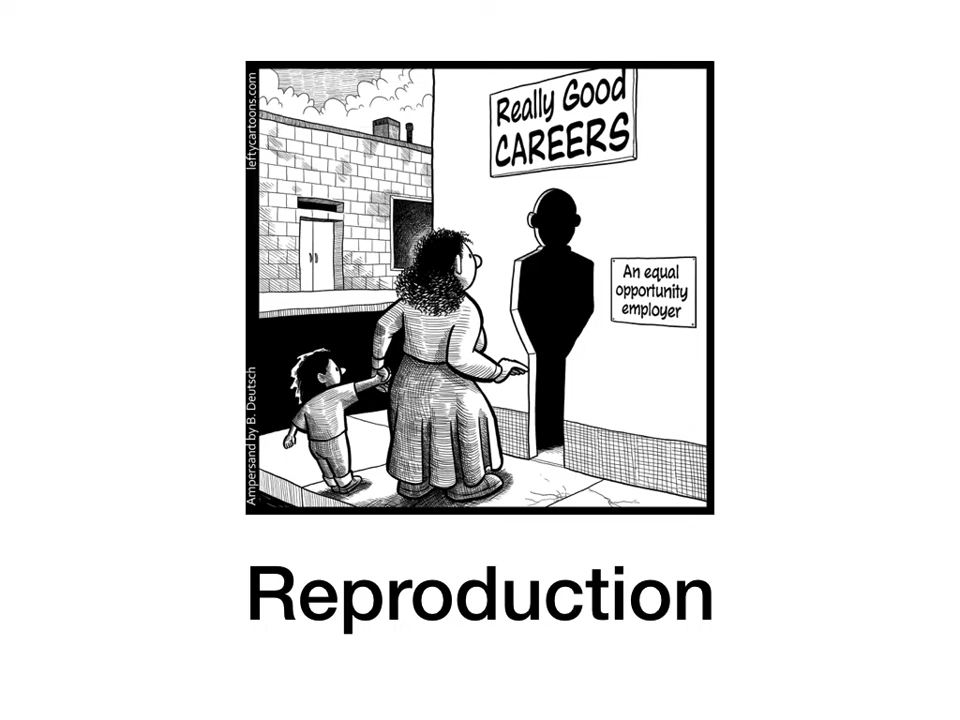 leftycartoons.com
Ampersand by B. Deutsch
Really Good
CAREERS
An equal
opportunity
employer
Reproduction